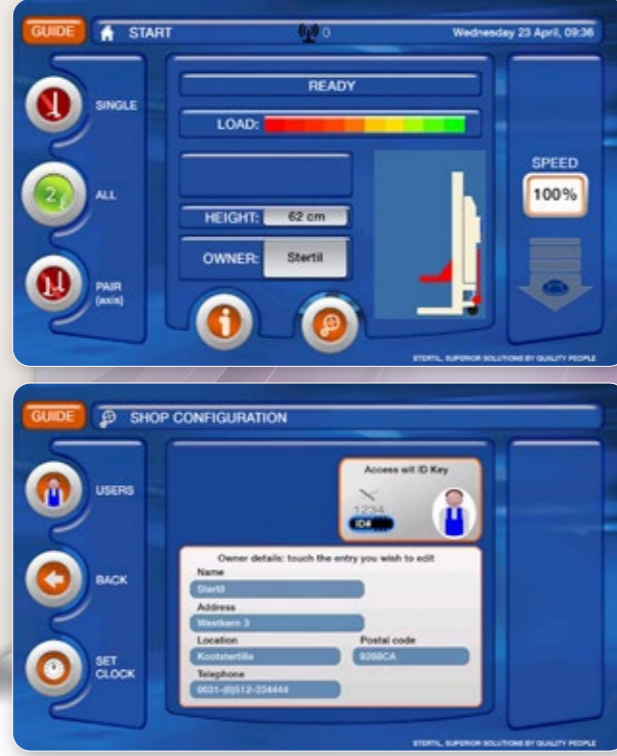 GUIDE START 0 Wednesday 23 April, 09:36
READY
SINGLE
LOAD:
SPEED
100%
2
ALL
HEIGHT: 62 cm
OWNER: Stertil
PAIR
(axis)
i
STERTIL, SUPERIOR SOLUTIONS BY QUALITY PEOPLE
GUIDE SHOP CONFIGURATION
Access wit ID Key
USERS
1234
ID#
Owner details: touch the entry you wish to edit
Name
Stertil
BACK
Address
Westkern 3
Location Postal code
Kootstertille 9288CA
SET
CLOCK
Telephone
0031-(0)512-334444
STERTIL, SUPERIOR SOLUTIONS BY QUALITY PEOPLE